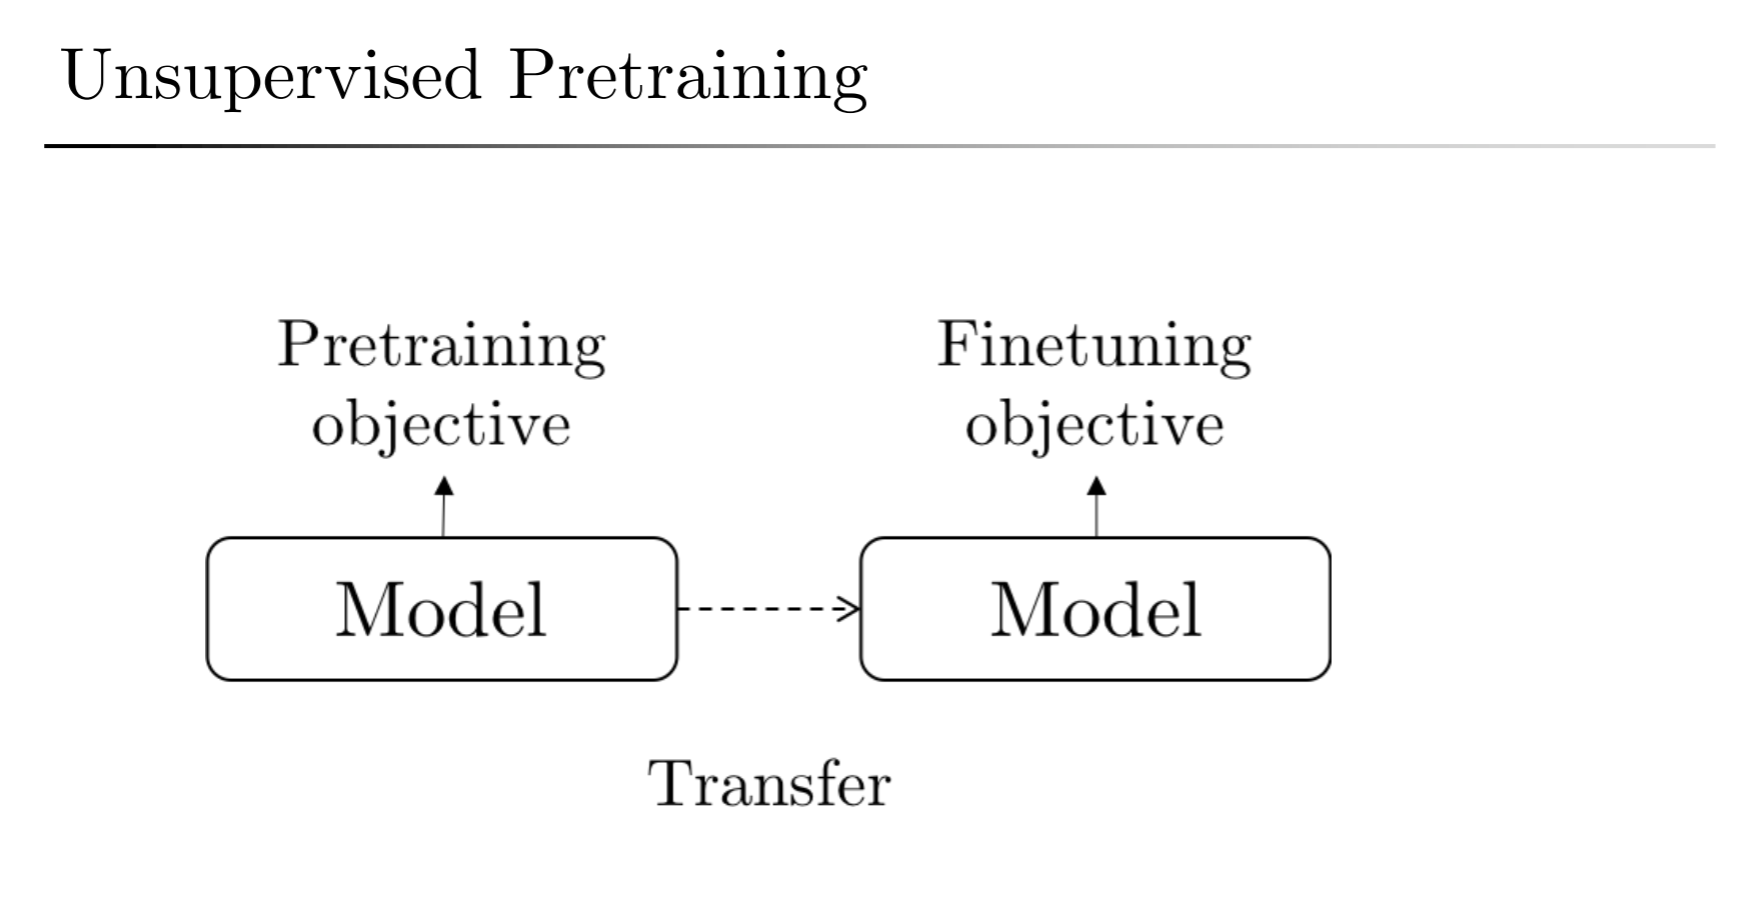 Unsupervised Pretraining
Pretraining
objective
Finetuning
objective
Model
Model
Transfer